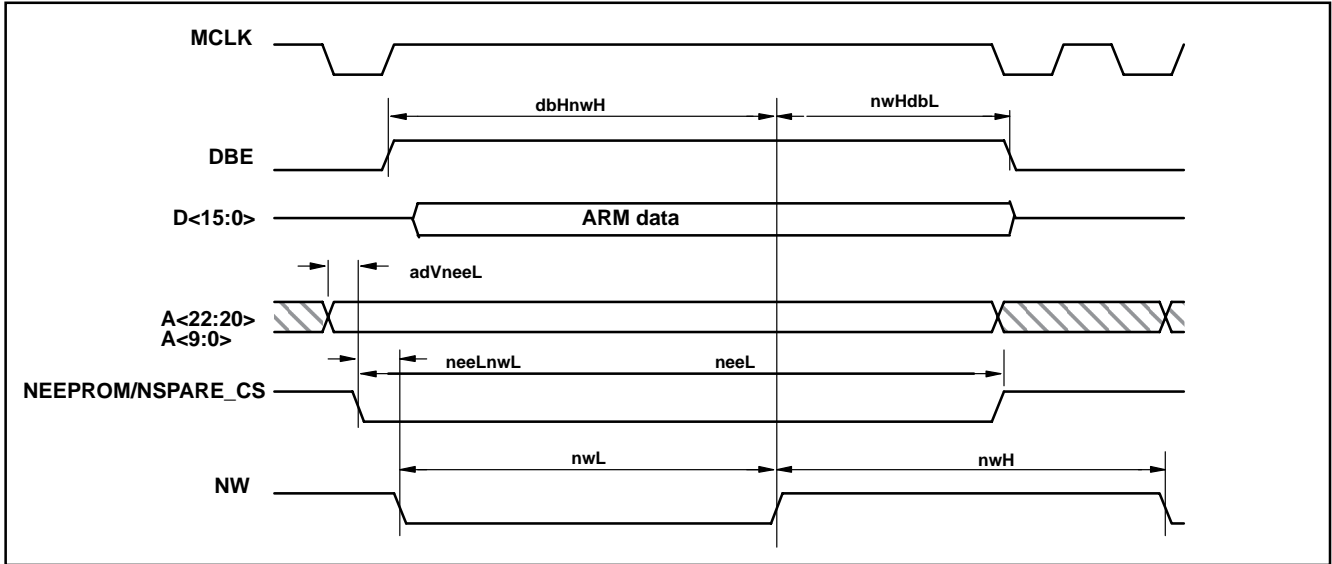 MCLK
dbHnwH nwHdbL
DBE
D<15:0> ARM data
adVneeL
A<22:20>
A<9:0>
neeLnwL neeL
NEEPROM/NSPARE_CS
nwL nwH
NW